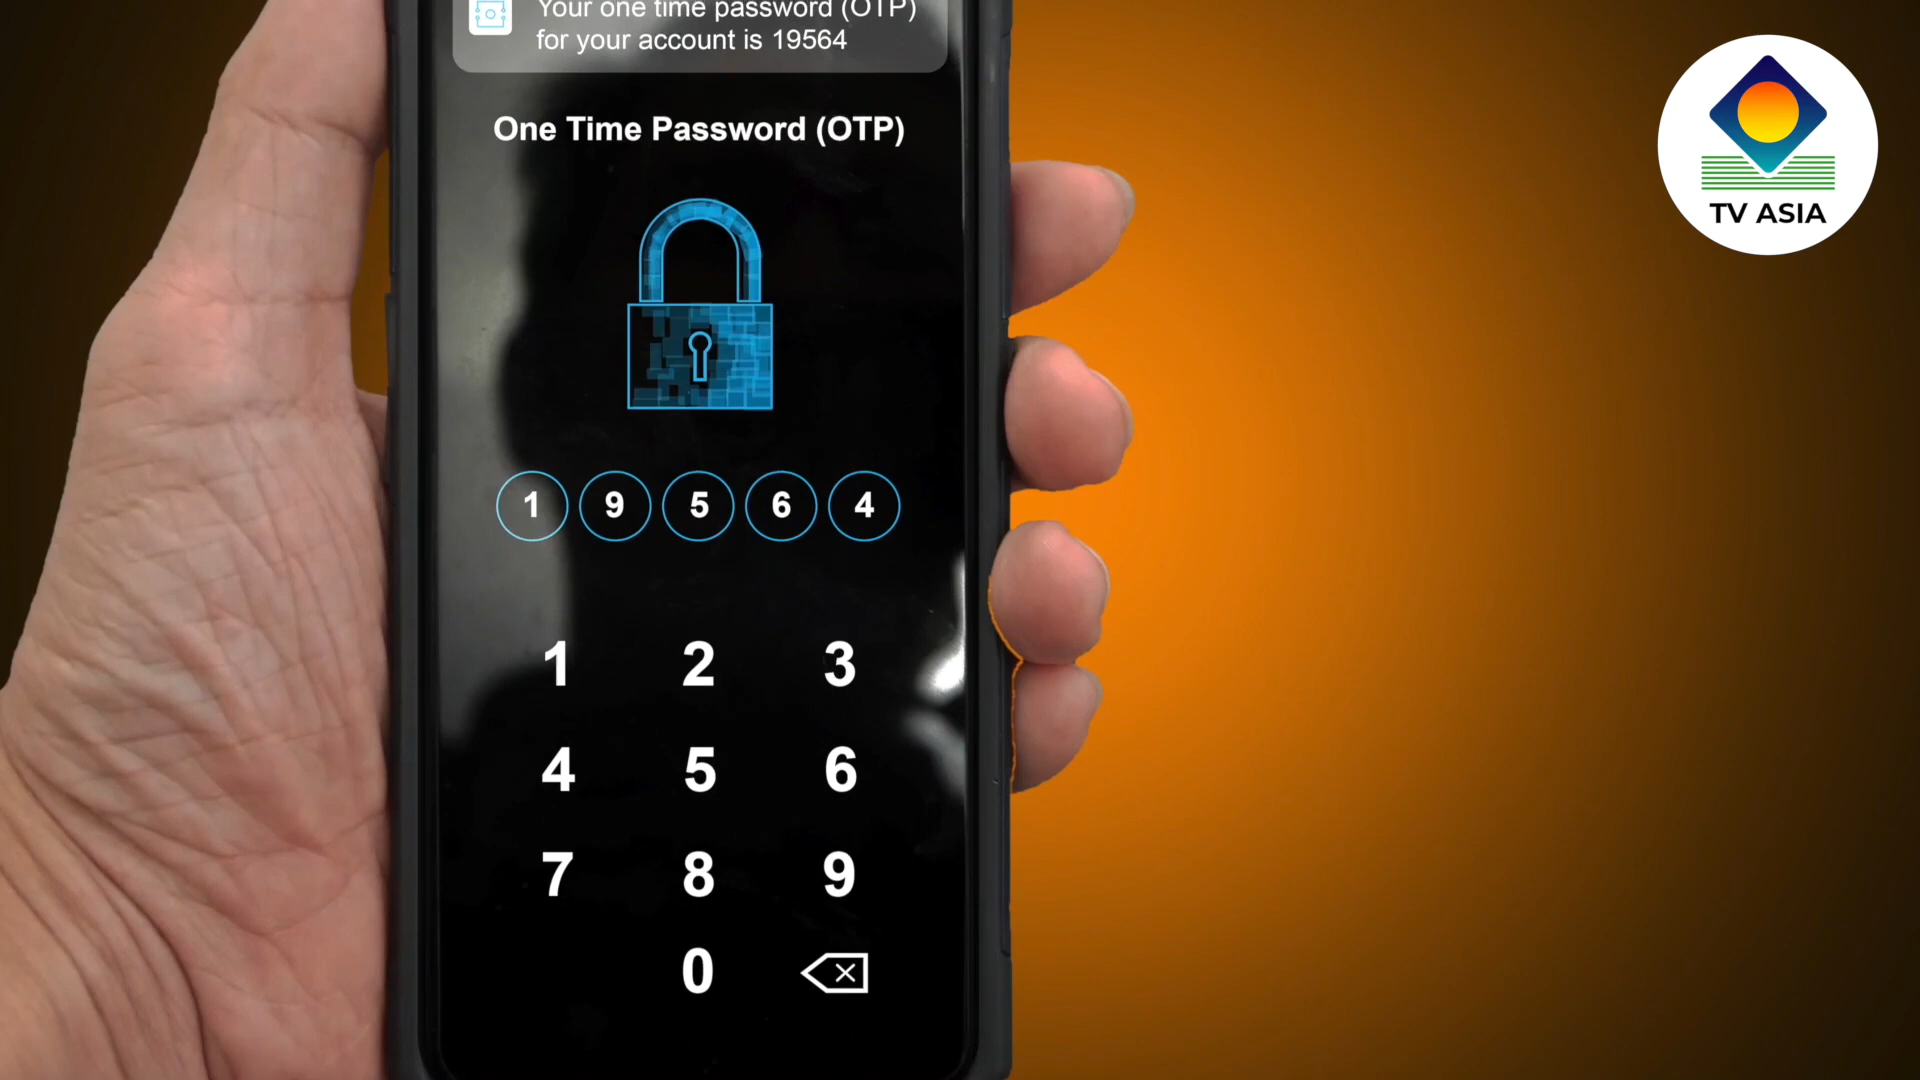 Your one time password (OTP)
for your account is 19564
One Time Password (OTP)
1 9 5 6 4
1 2 3
4 5 6
7 8 9
0
TV ASIA